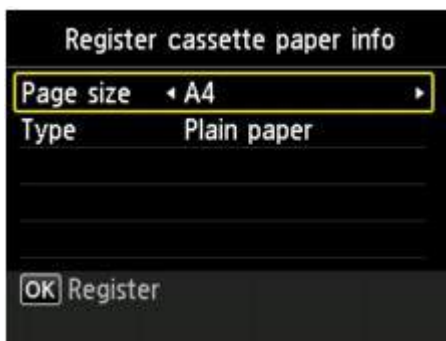 Register cassette paper info
Page size A4
Type Plain paper
OK Register